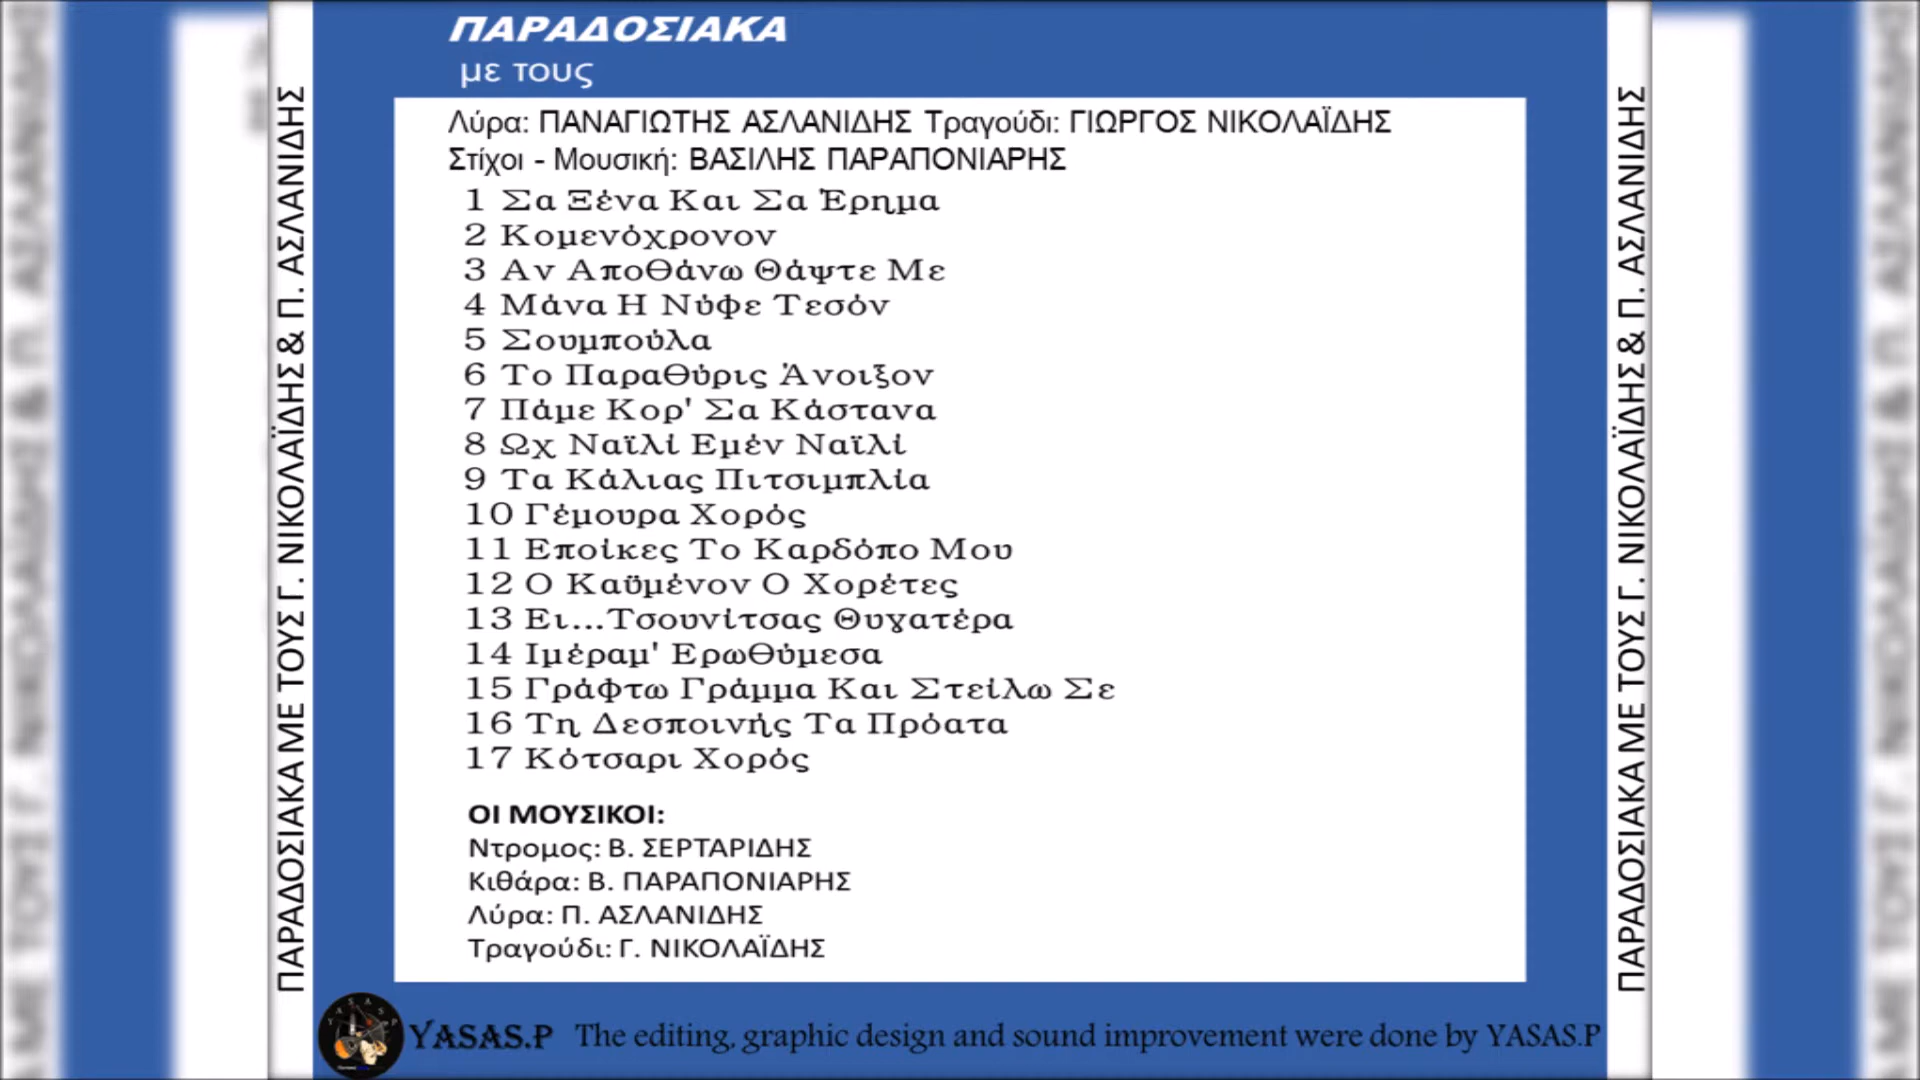 ΠΑΡΑΔΟΣΙΑΚΑ
με τους
Λύρα: ΠΑΝΑΓΙΩΤΗΣ ΑΣΛΑΝΙΔΗΣ Τραγούδι: ΓΙΩΡΓΟΣ ΝΙΚΟΛΑΪΔΗΣ
Στίχοι - Μουσική: ΒΑΣΙΛΗΣ ΠΑΡΑΠΟΝΙΑΡΗΣ
1 Σα Ξένα Και Σα Έρημα
2 Κομενόχρονον
3 Αν Αποθάνω Θάψτε Με
4 Μάνα Η Νύφε Τεσόν
5 Σουμπούλα
6 Το Παραθύρις Άνοιξον
7 Πάμε Κορ' Σα Κάστανα
8 Ωχ Ναϊλί Εμέν Ναϊλί
9 Τα Κάλιας Πιτσιμπλία
10 Γέμουρα Χορός
11 Εποίκες Το Καρδόπο Μου
12 Ο Καϋμένον Ο Χορέτες
13 Ει...Τσουνίτσας Θυγατέρα
14 Ιμέραμ' Ερωθύμεσα
15 Γράφτω Γράμμα Και Στείλω Σε
16 Τη Δεσποινής Τα Πρόατα
17 Κότσαρι Χορός
ΟΙ ΜΟΥΣΙΚΟΙ:
Ντρομος: Β. ΣΕΡΤΑΡΙΔΗΣ
Κιθάρα: Β. ΠΑΡΑΠΟΝΙΑΡΗΣ
Λύρα: Π. ΑΣΛΑΝΙΔΗΣ
Τραγούδι: Γ. ΝΙΚΟΛΑΪΔΗΣ
ΠΑΡΑΔΟΣΙΑΚΑ ΜΕ ΤΟΥΣ Γ. ΝΙΚΟΛΑΪΔΗΣ & Π. ΑΣΛΑΝΙΔΗΣ
ΠΑΡΑΔΟΣΙΑΚΑ ΜΕ ΤΟΥΣ Γ. ΝΙΚΟΛΑΪΔΗΣ & Π. ΑΣΛΑΝΙΔΗΣ
YASAS.P
YASAS.P The editing, graphic design and sound improvement were done by YASAS.P